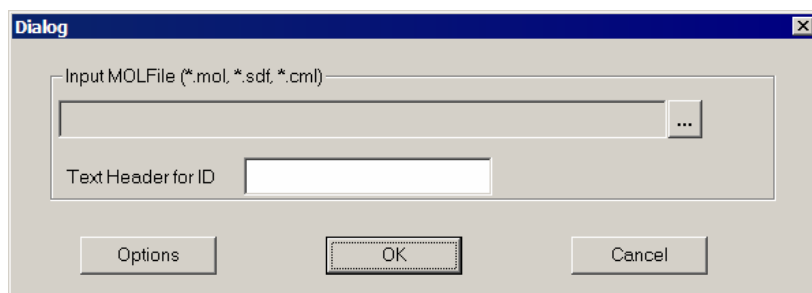 Dialog
Input MOLFile (*.mol, *.sdf, *.cml)
...
Text Header for ID
Options OK Cancel